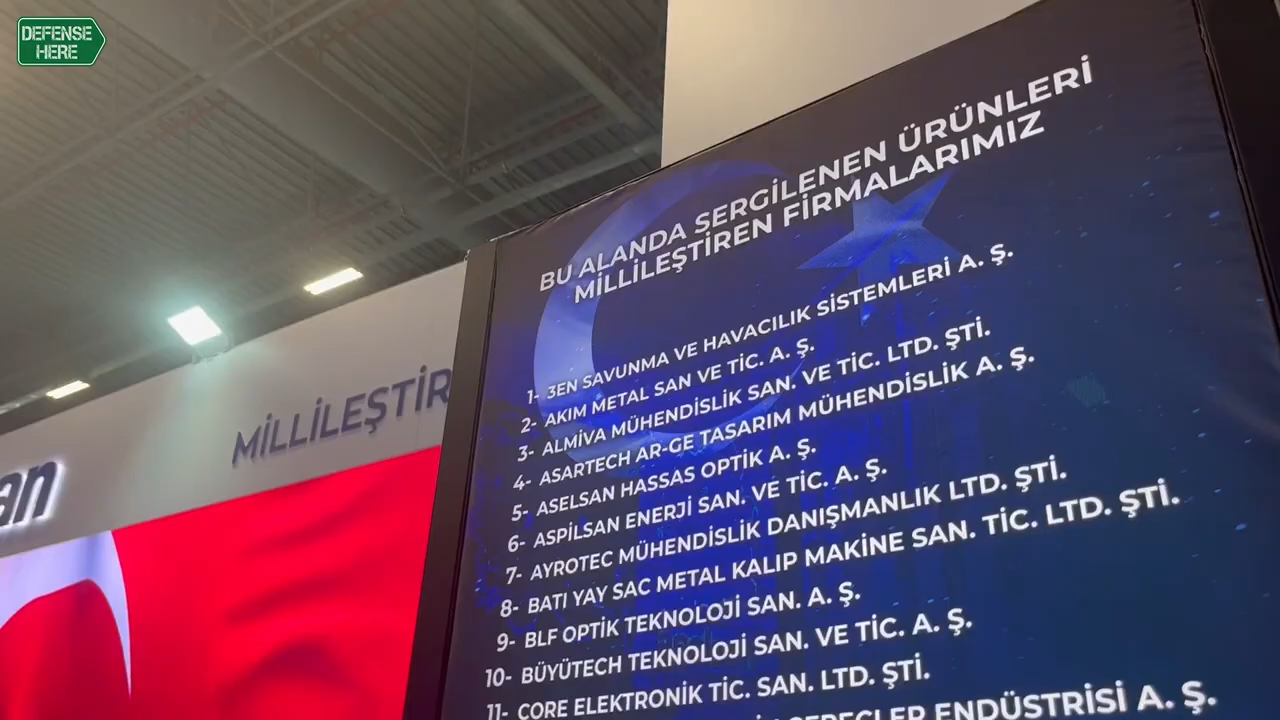 DEFENSE
HERE
BU ALANDA SERGİLENEN ÜRÜNLERİ
MİLLİLEŞTİREN FİRMALARIMIZ
1- 3EN SAVUNMA VE HAVACILIK SİSTEMLERİ A. Ş.
2- AKIM METAL SAN VE TİC. A. Ş.
3- ALMİVA MÜHENDİSLİK SAN. VE TİC. LTD. ŞTİ.
4- ASARTECH AR-GE TASARIM MÜHENDİSLİK A. Ş.
5- ASELSAN HASSAS OPTİK A. Ş.
6- ASPİLSAN ENERJİ SAN. VE TİC. A. Ş.
7- AYROTEC MÜHENDİSLİK DANIŞMANLIK LTD. ŞTİ.
8- BATI YAY SAC METAL KALIP MAKİNE SAN. TİC. LTD. ŞTİ.
9- BLF OPTİK TEKNOLOJİ SAN. A. Ş.
10- BÜYÜTECH TEKNOLOJİ SAN. VE TİC. A. Ş.
11- CORE ELEKTRONİK TİC. SAN. LTD. ŞTİ.
ENDÜSTRİSİ A. Ş.
MİLLİLEŞTİR
an